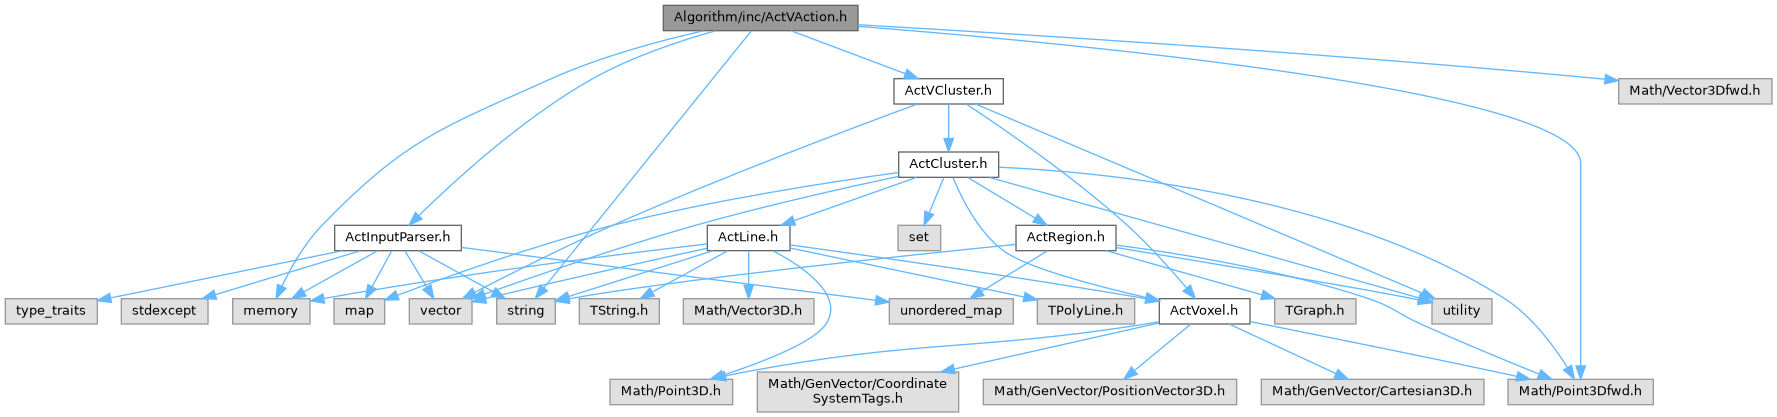 Algorithm/inc/ActVAction.h
ActVCluster.h
Math/Vector3Dfwd.h
ActCluster.h
ActInputParser.h
ActLine.h
set
ActRegion.h
type_traits
stdexcept
memory
map
vector
string
TString.h
Math/Vector3D.h
unordered_map
TPolyLine.h
ActVoxel.h
TGraph.h
utility
Math/Point3D.h
Math/GenVector/Coordinate
SystemTags.h
Math/GenVector/PositionVector3D.h
Math/GenVector/Cartesian3D.h
Math/Point3Dfwd.h